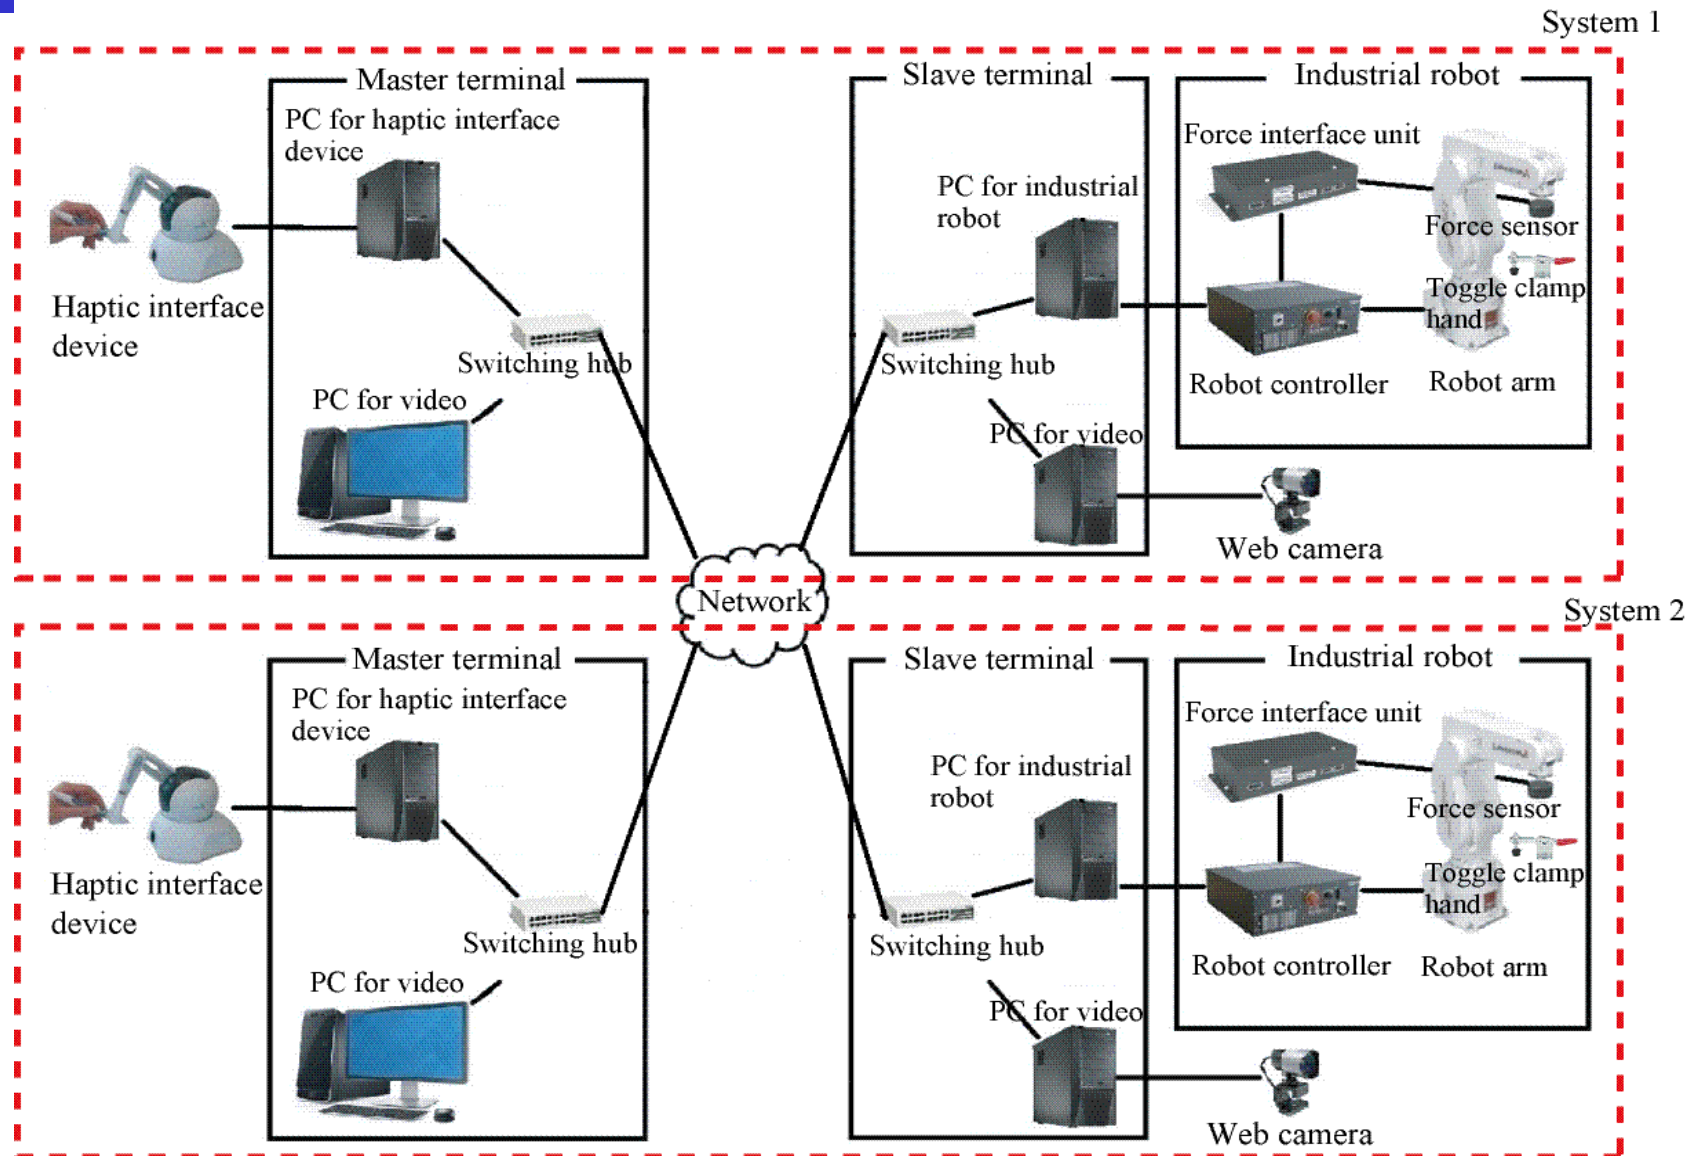 System 1
Master terminal
PC for haptic interface
device
Haptic interface
device
Switching hub
PC for video
Slave terminal
PC for industrial
robot
Switching hub
PC for video
Industrial robot
Force interface unit
Force sensor
Toggle clamp
hand
Robot controller
Robot arm
Web camera
Network
System 2
Master terminal
PC for haptic interface
device
Haptic interface
device
Switching hub
PC for video
Slave terminal
PC for industrial
robot
Switching hub
PC for video
Industrial robot
Force interface unit
Force sensor
Toggle clamp
hand
Robot controller
Robot arm
Web camera